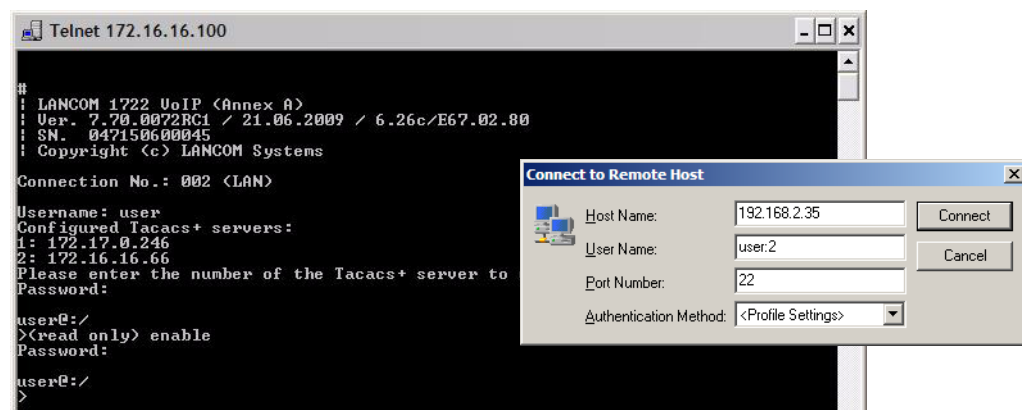 Telnet 172.16.16.100
#
| LANCOM 1722 VoIP (Annex A)
| Ver. 7.70.0072RC1 / 21.06.2009 / 6.26c/E67.02.80
| SN.  047150600045
| Copyright (c) LANCOM Systems
Connection No.: 002 (LAN)
Username: user
Configured Tacacs+ servers:
1: 172.17.0.246
2: 172.16.16.66
Please enter the number of the Tacacs+ server to
Password:
user@:/
>(read only) enable
Password:
user@:/
>
Connect to Remote Host
Host Name: 192.168.2.35 Connect
User Name: user:2 Cancel
Port Number: 22
Authentication Method: <Profile Settings>